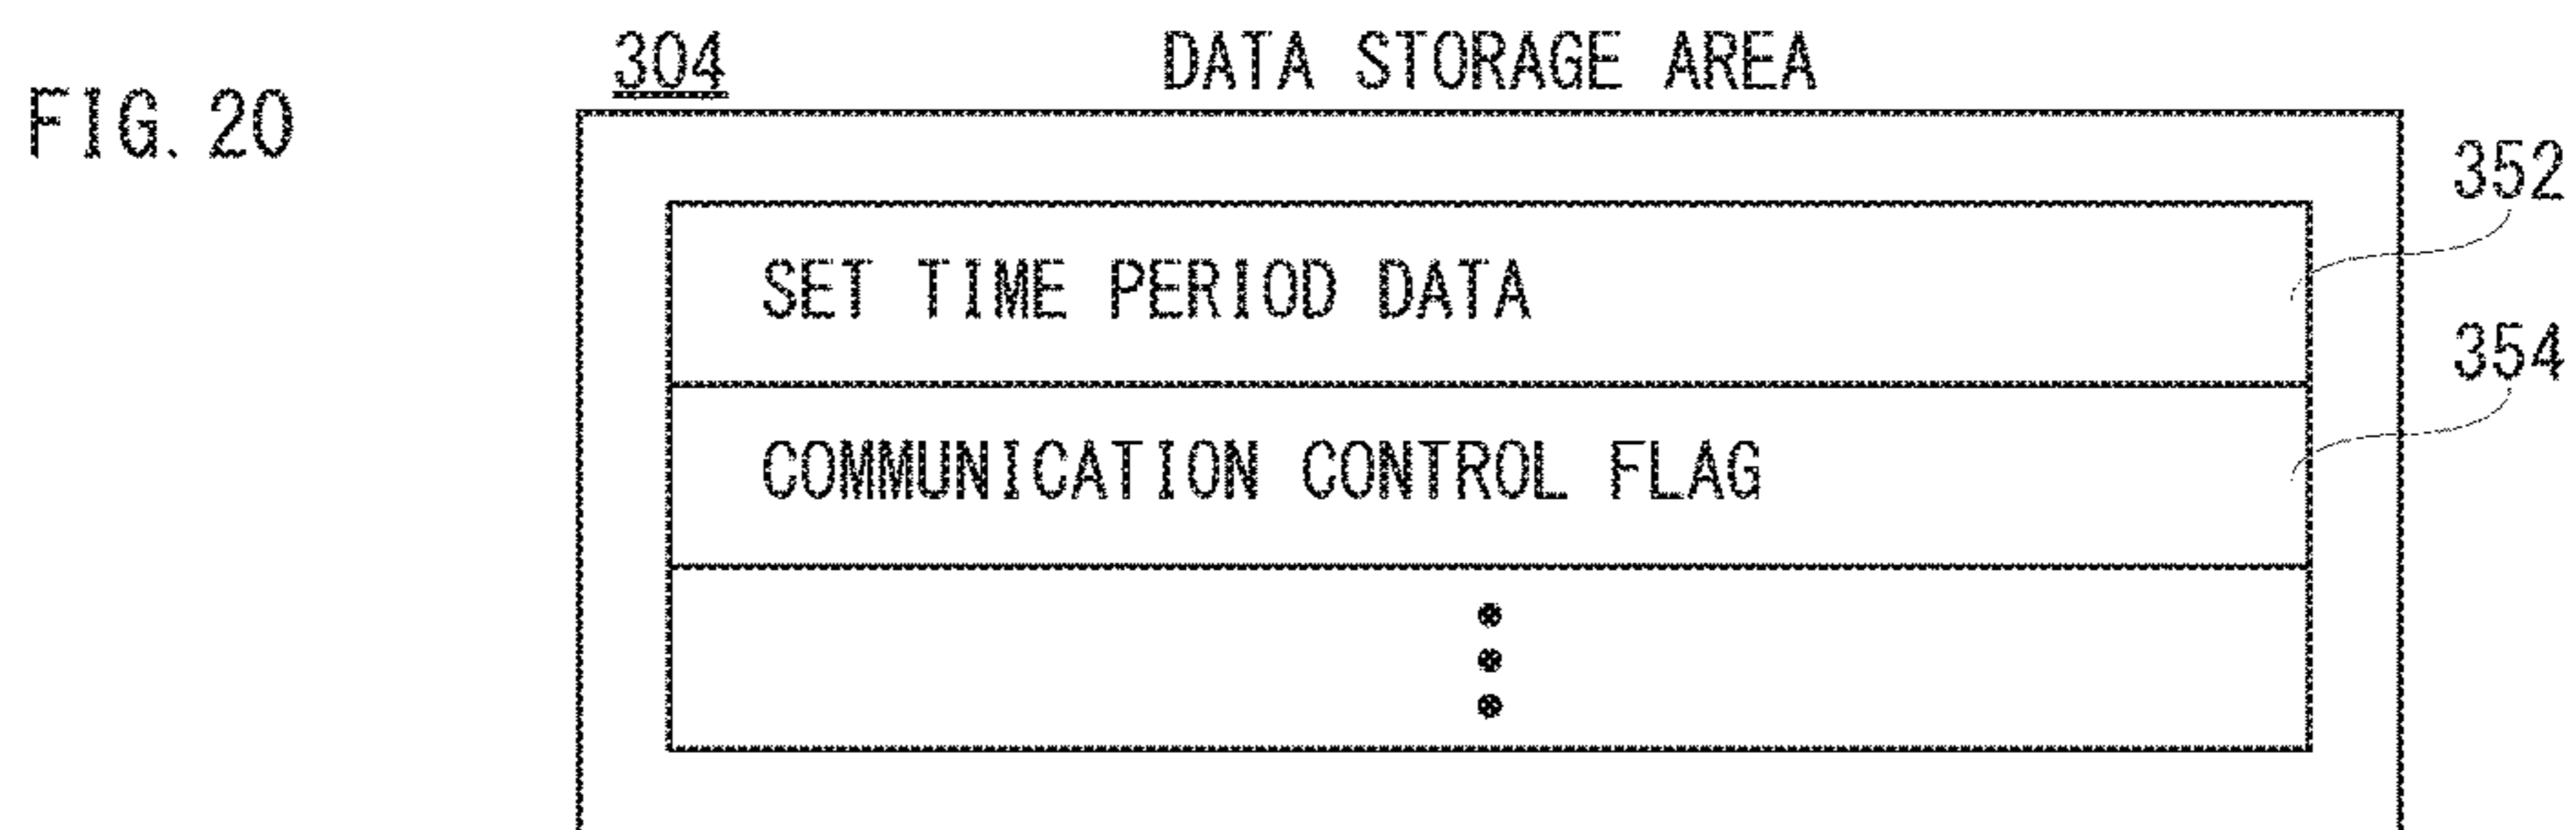 FIG. 20
304 DATA STORAGE AREA
352
SET TIME PERIOD DATA
354
COMMUNICATION CONTROL FLAG